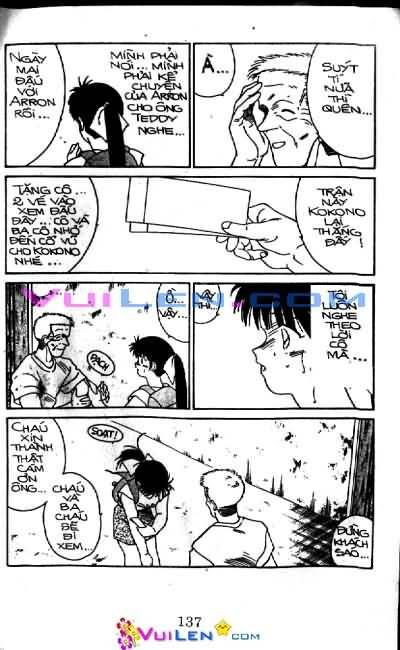 NGÀY
MAI
ĐẤU
VỚI
ARRON
RỒI...
MÌNH PHẢI
NÓI... MÌNH
PHẢI KỂ
CHUYỆN
CỦA ARRON
CHO ÔNG
TEDDY
NGHE...
À...
SUÝT
TÍ
NỮA
THÌ
QUÊN...
TẶNG CÔ...
2 VÉ VÀO
XEM ĐẤU
ĐÂY... CÔ VÀ
BA CÔ NHỚ
ĐẾN CỔ VŨ
CHO KOKONO
NHÉ...
TRẬN
NÀY
KOKONO
LẠI
THẮNG
ĐẤY!
VUILEN.COM
Ồ...
VẬY...
BẠCH
VẬY
THÌ...
TÔI
LUÔN
NGHE
THEO
LỜI
CÔ
MÀ...
CHÁU
XIN
THÀNH
THẬT
CẢM
ƠN
ÔNG...
SOẠT!
CHÁU
VÀ
BA
CHÁU
SẼ
ĐI
XEM...
ĐỪNG
KHÁCH
SÁO...
137
VUILEN.COM